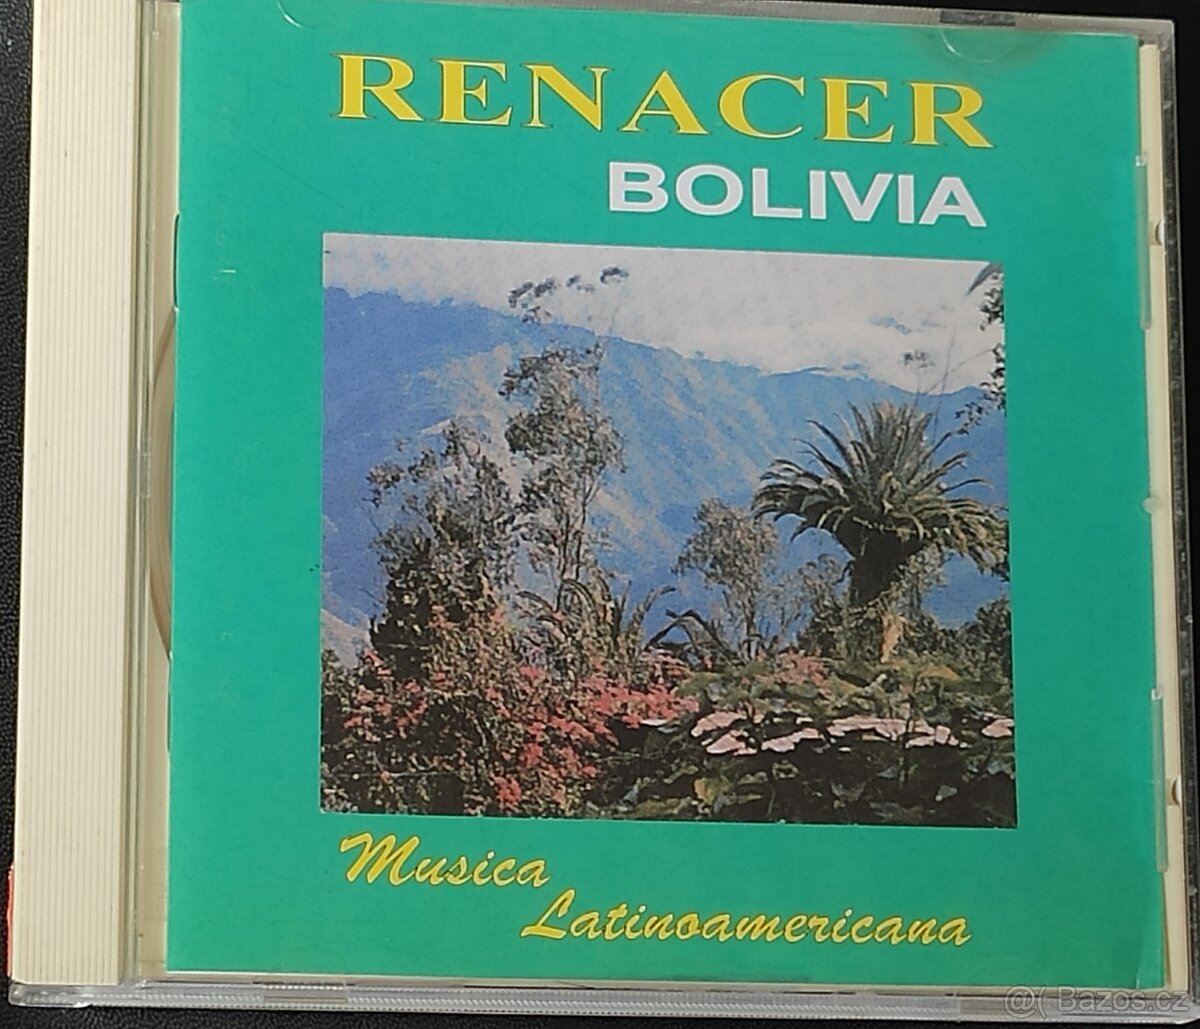 RENACER
BOLIVIA
Musica
Latinoamericana
@( Bazos.cz